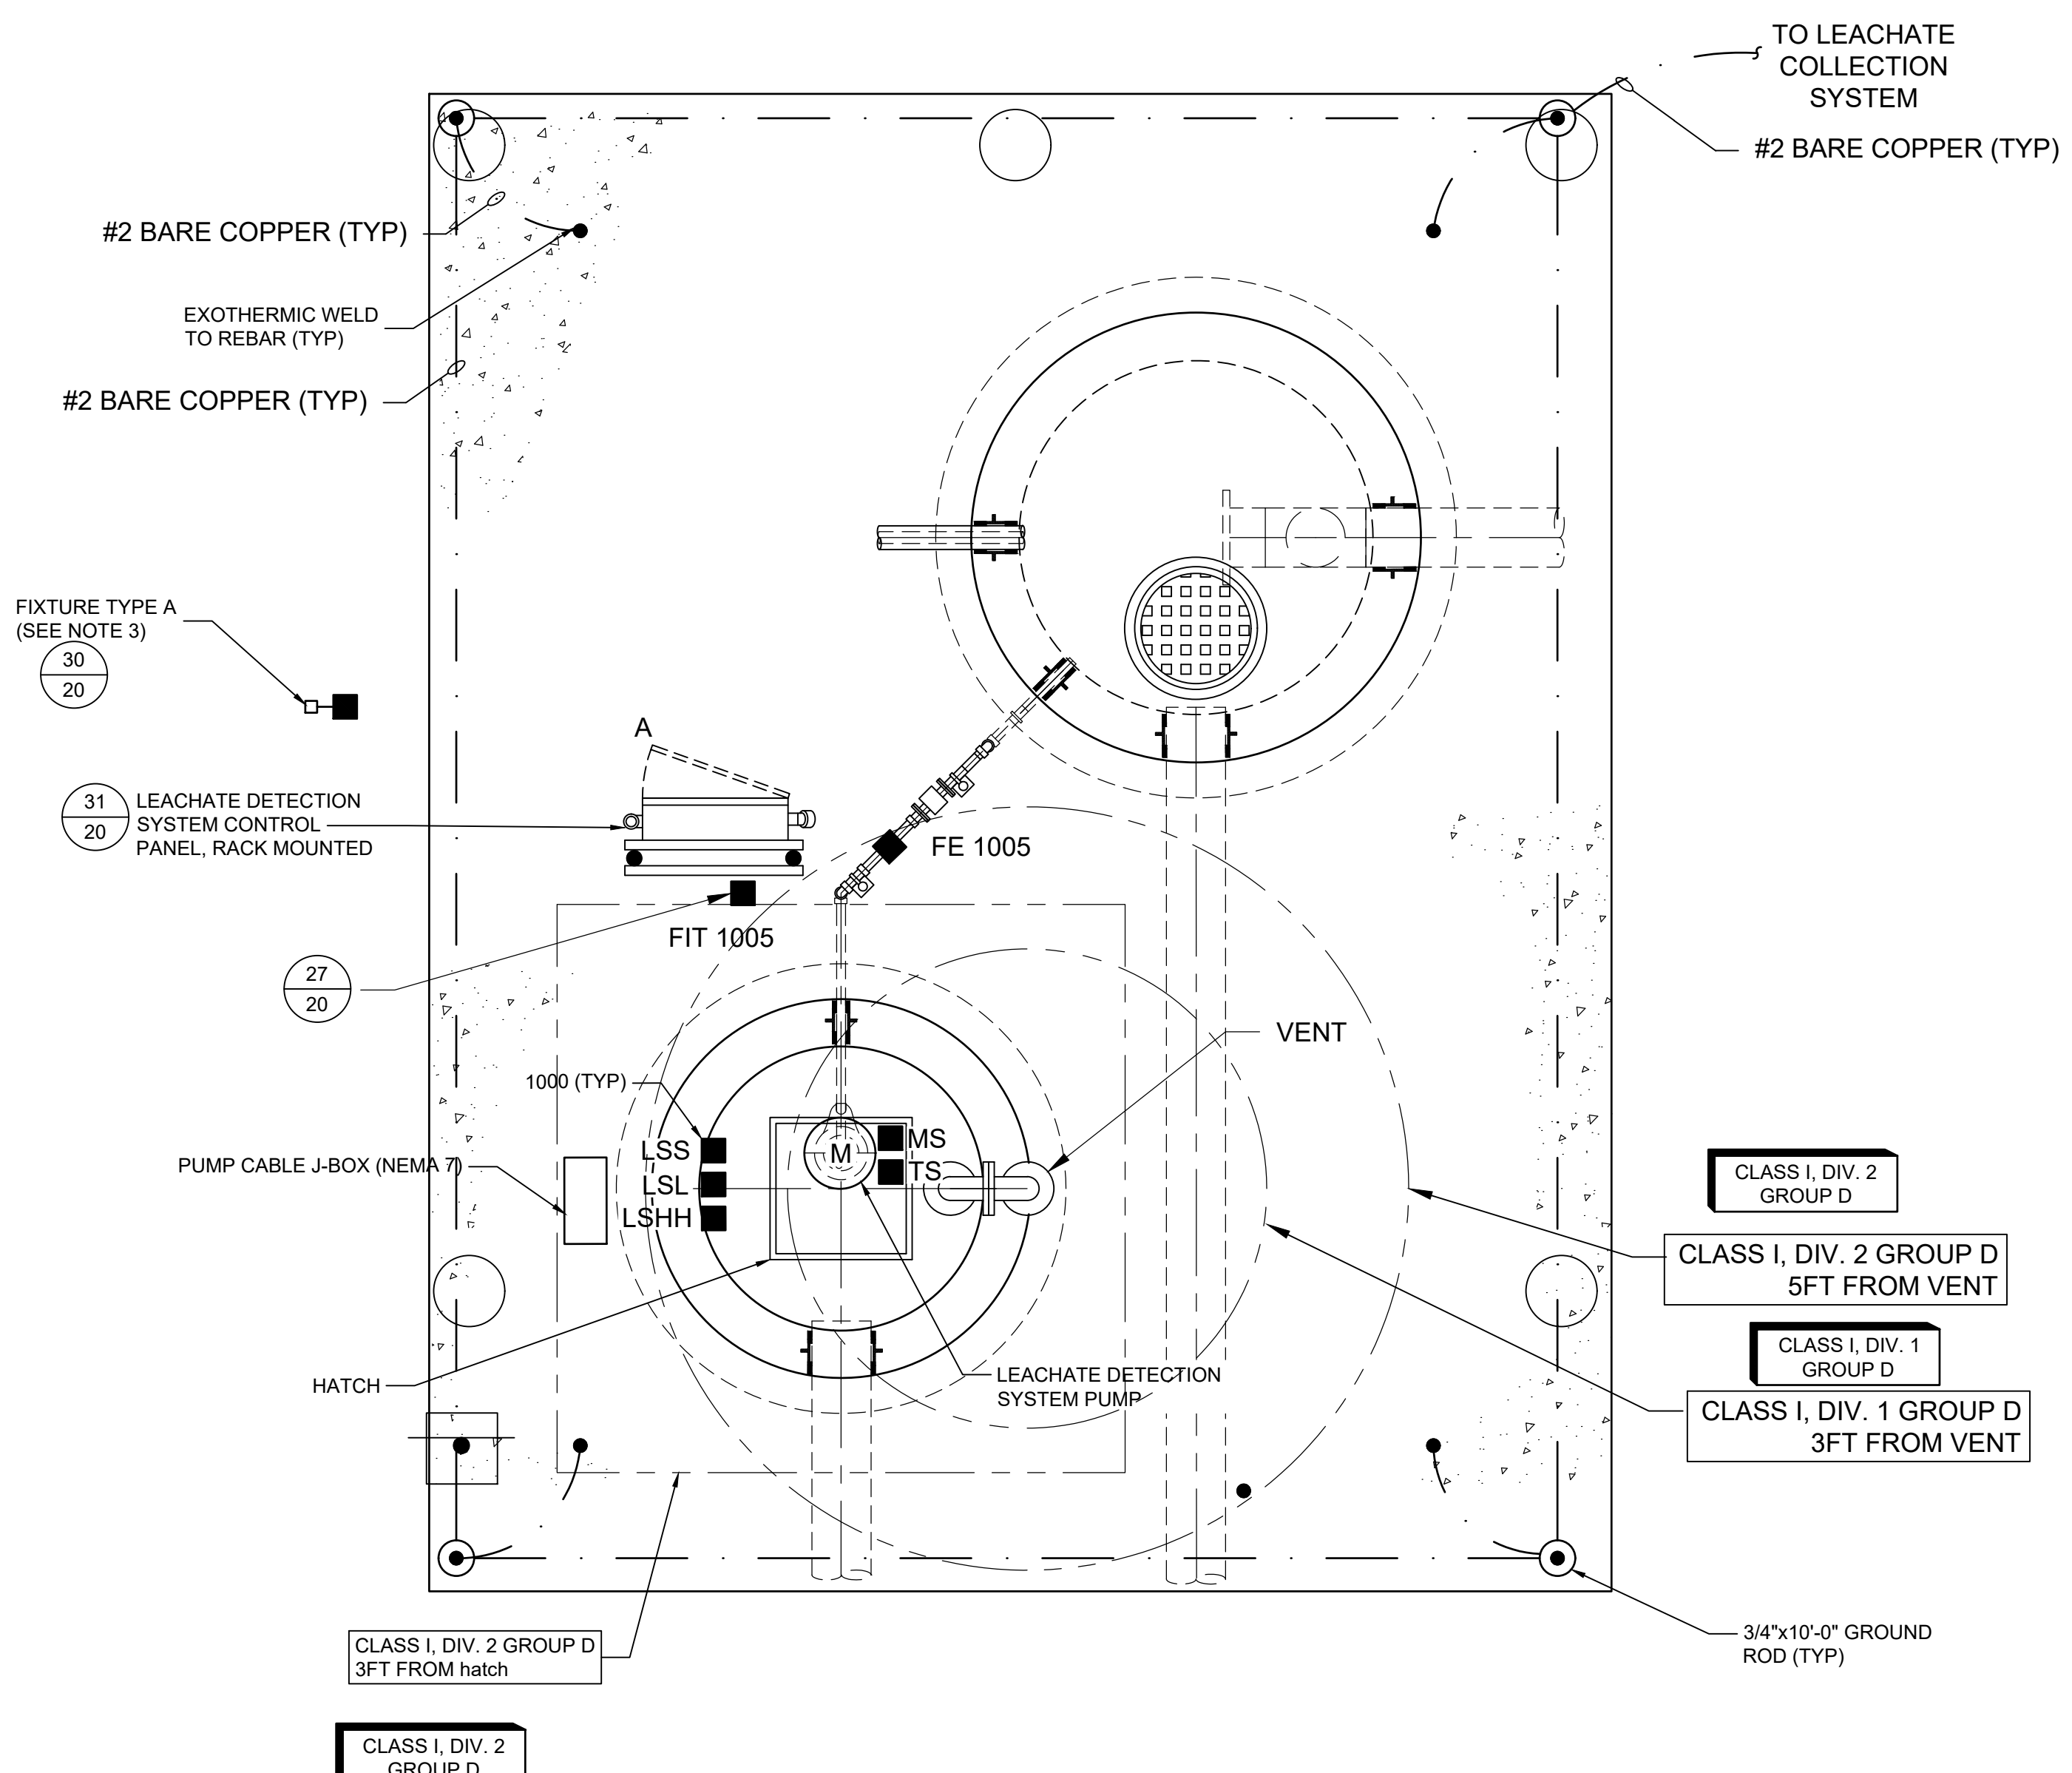 TO LEACHATE
COLLECTION
SYSTEM
#2 BARE COPPER (TYP)
#2 BARE COPPER (TYP)
EXOTHERMIC WELD
TO REBAR (TYP)
#2 BARE COPPER (TYP)
FIXTURE TYPE A
(SEE NOTE 3)
30
20
A
31
20
LEACHATE DETECTION
SYSTEM CONTROL
PANEL, RACK MOUNTED
FE 1005
FIT 1005
27
20
VENT
1000 (TYP)
LSS
LSL
LSHH
M
MS
TS
PUMP CABLE J-BOX (NEMA 7)
CLASS I, DIV. 2
GROUP D
CLASS I, DIV. 2 GROUP D
5FT FROM VENT
CLASS I, DIV. 1
GROUP D
CLASS I, DIV. 1 GROUP D
3FT FROM VENT
HATCH
LEACHATE DETECTION
SYSTEM PUMP
CLASS I, DIV. 2 GROUP D
3FT FROM hatch
3/4"x10'-0" GROUND
ROD (TYP)
CLASS I, DIV. 2
GROUP D